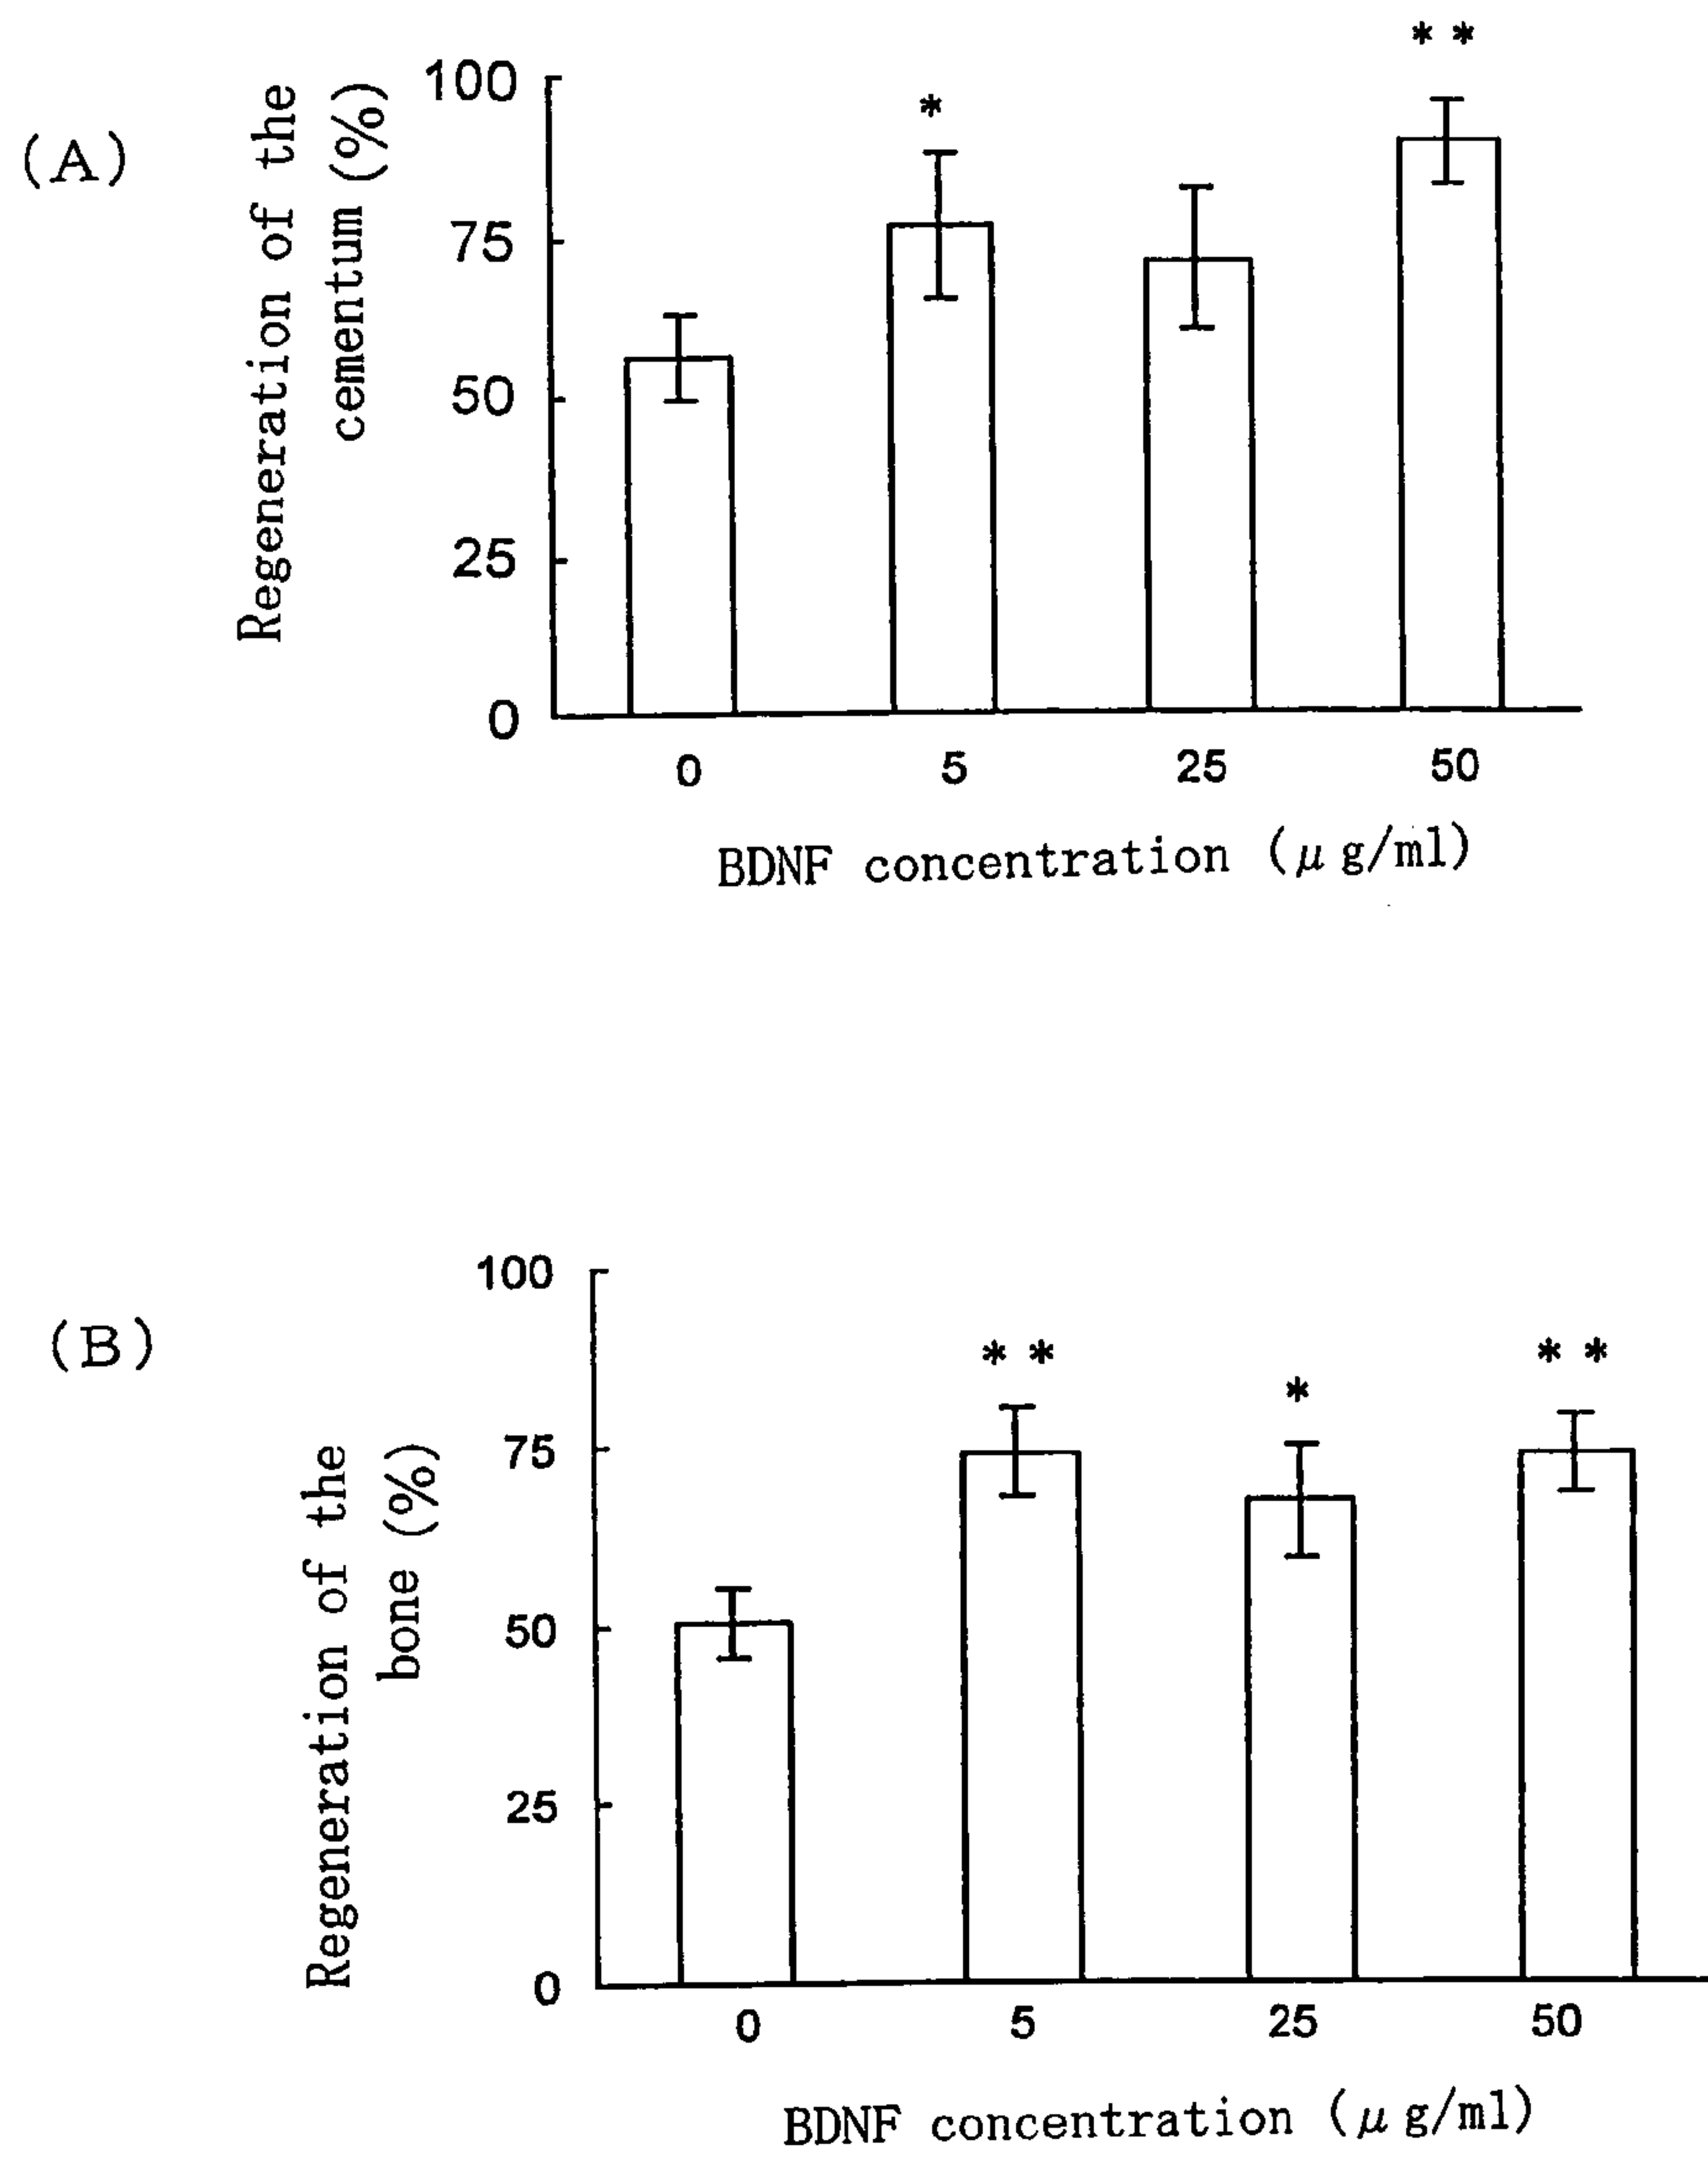 (A)
Regeneration of the
cementum (%)
100
75
50
25
0
*
* *
0 5 25 50
BDNF concentration (μg/ml)
(B)
Regeneration of the
bone (%)
100
75
50
25
0
* *
*
* *
0 5 25 50
BDNF concentration (μg/ml)